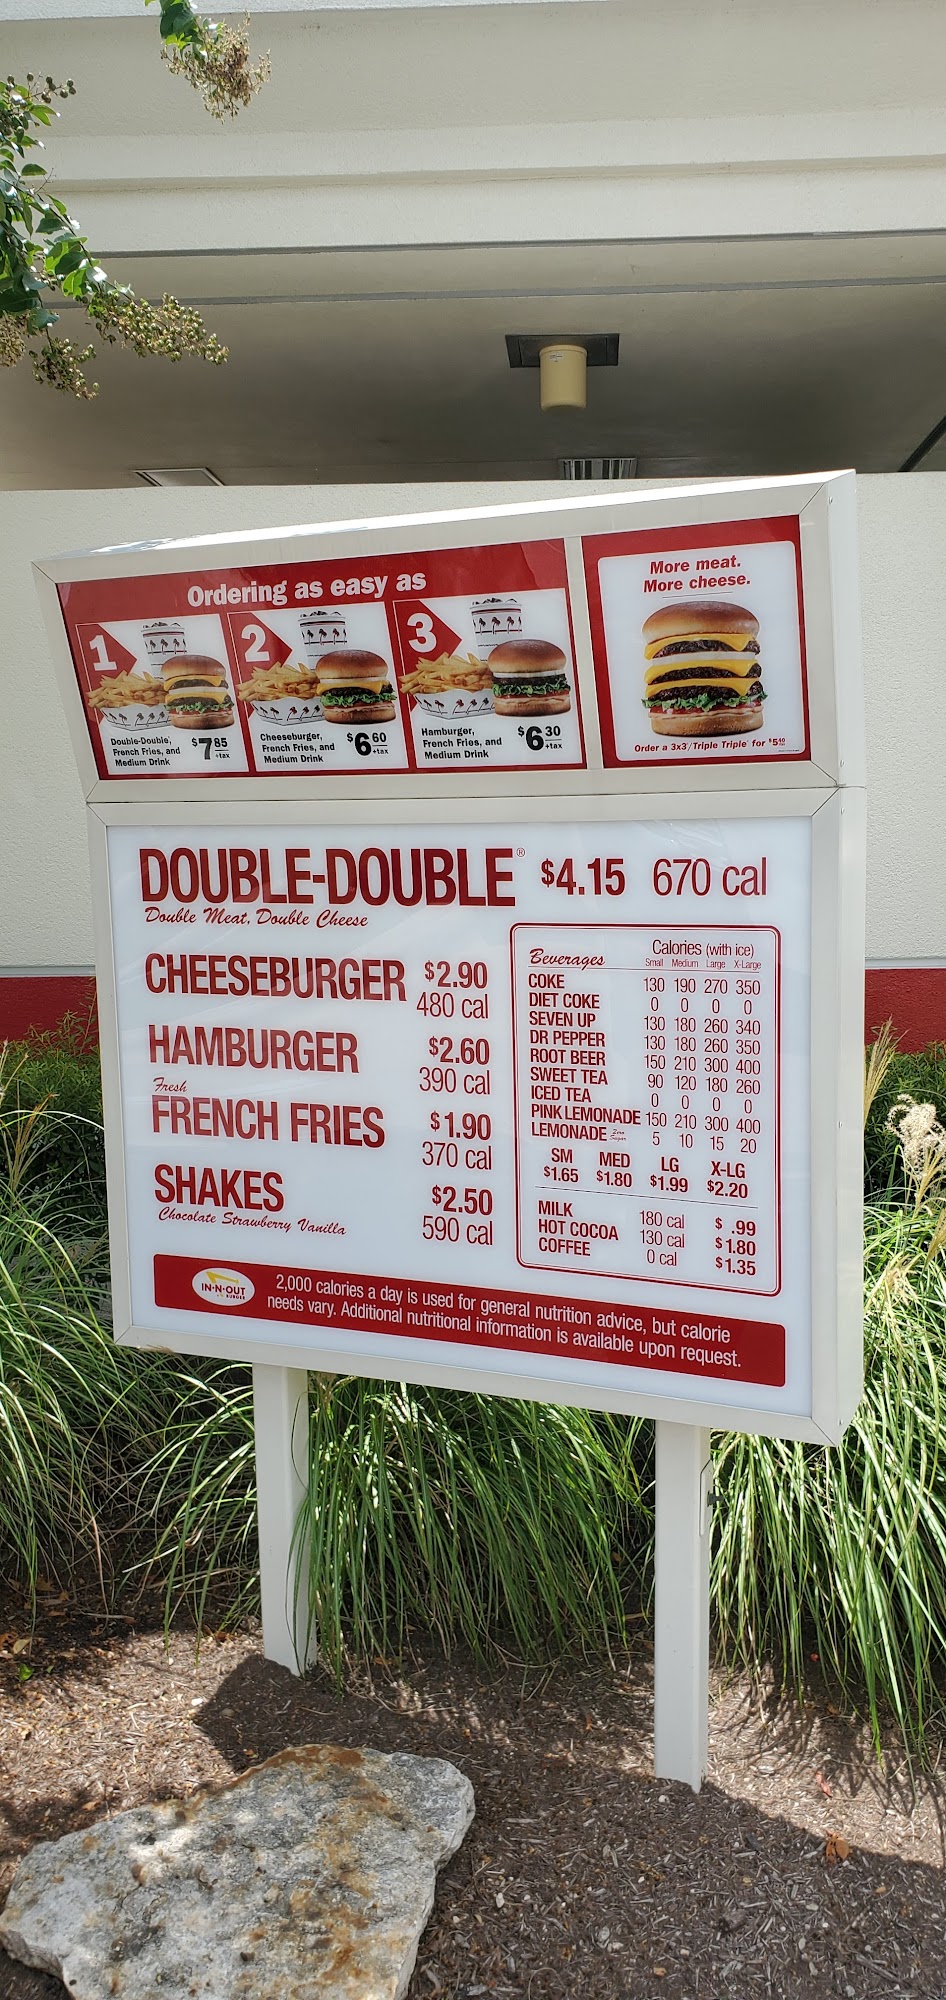 Ordering as easy as
1
Double-Double,
French Fries, and
Medium Drink
$7 85
+tax
2
Cheeseburger,
French Fries, and
Medium Drink
$6 60
+tax
3
Hamburger,
French Fries, and
Medium Drink
$6 30
+tax
More meat.
More cheese.
Order a 3x3/Triple Triple for
DOUBLE-DOUBLE® $4.15 670 cal
Double Meat, Double Cheese
CHEESEBURGER $2.90
480 cal
HAMBURGER $2.60
390 cal
Fresh
FRENCH FRIES $1.90
370 cal
SHAKES $2.50
Chocolate Strawberry Vanilla 590 cal
Beverages Calories (with ice)
Small Medium Large X-Large
COKE 130 190 270 350
DIET COKE 0 0 0 0
SEVEN UP 130 180 260 340
DR PEPPER 130 180 260 350
ROOT BEER 150 210 300 400
SWEET TEA 90 120 180 260
ICED TEA 0 0 0 0
PINK LEMONADE 150 210 300 400
LEMONADE Zero Sugar 5 10 15 20
SM MED LG X-LG
$1.65 $1.80 $1.99 $2.20
MILK 180 cal $ .99
HOT COCOA 130 cal $1.80
COFFEE 0 cal $1.35
IN-N-OUT
BURGER
2,000 calories a day is used for general nutrition advice, but calorie
needs vary. Additional nutritional information is available upon request.